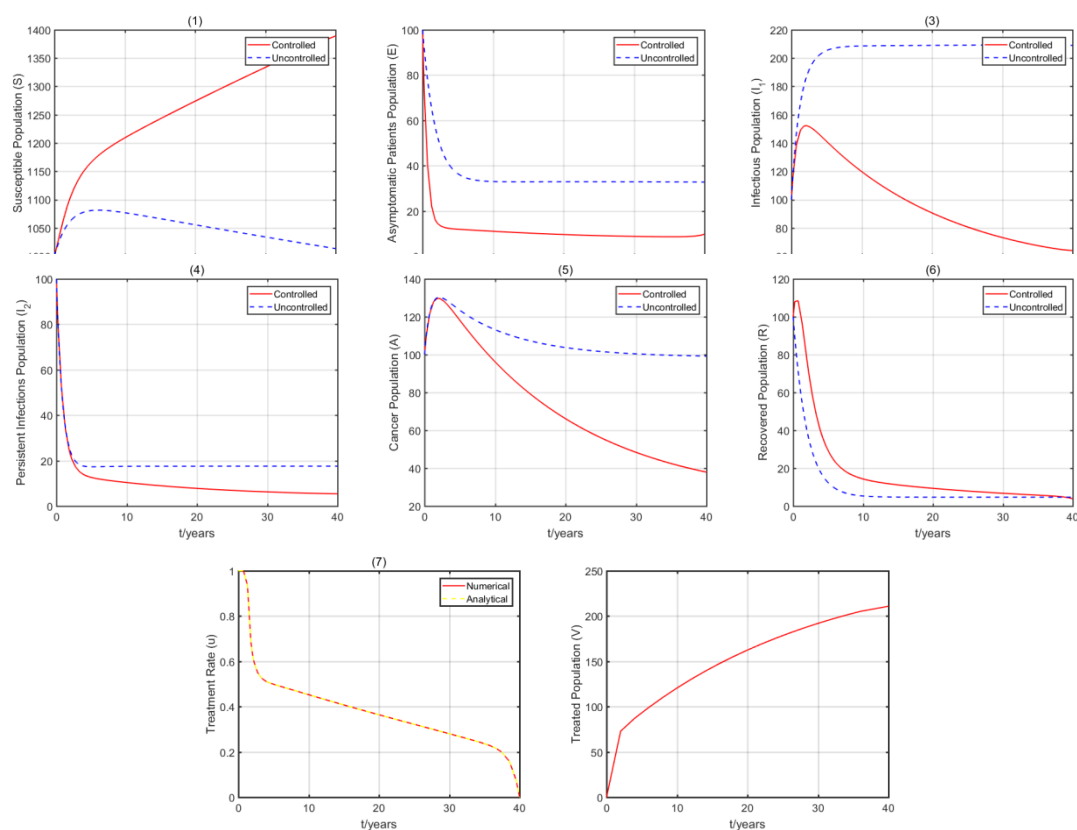 (1)
1400
1350
1300
1250
1200
1150
1100
1050
Susceptible Population (S)
Controlled
Uncontrolled
100
80
60
40
20
Asymptomatic Patients Population (E)
Controlled
Uncontrolled
(3)
220
200
180
160
140
120
100
80
60
Infectious Population (I1)
Controlled
Uncontrolled
(4)
100
80
60
40
20
0
Persistent Infections Population (I2)
Controlled
Uncontrolled
0 10 20 30 40
t/years
(5)
140
120
100
80
60
40
20
Cancer Population (A)
Controlled
Uncontrolled
0 10 20 30 40
t/years
(6)
120
100
80
60
40
20
0
Recovered Population (R)
Controlled
Uncontrolled
0 10 20 30 40
t/years
(7)
1
0.8
0.6
0.4
0.2
0
Treatment Rate (u)
Numerical
Analytical
0 10 20 30 40
t/years
250
200
150
100
50
0
Treated Population (V)
0 10 20 30 40
t/years